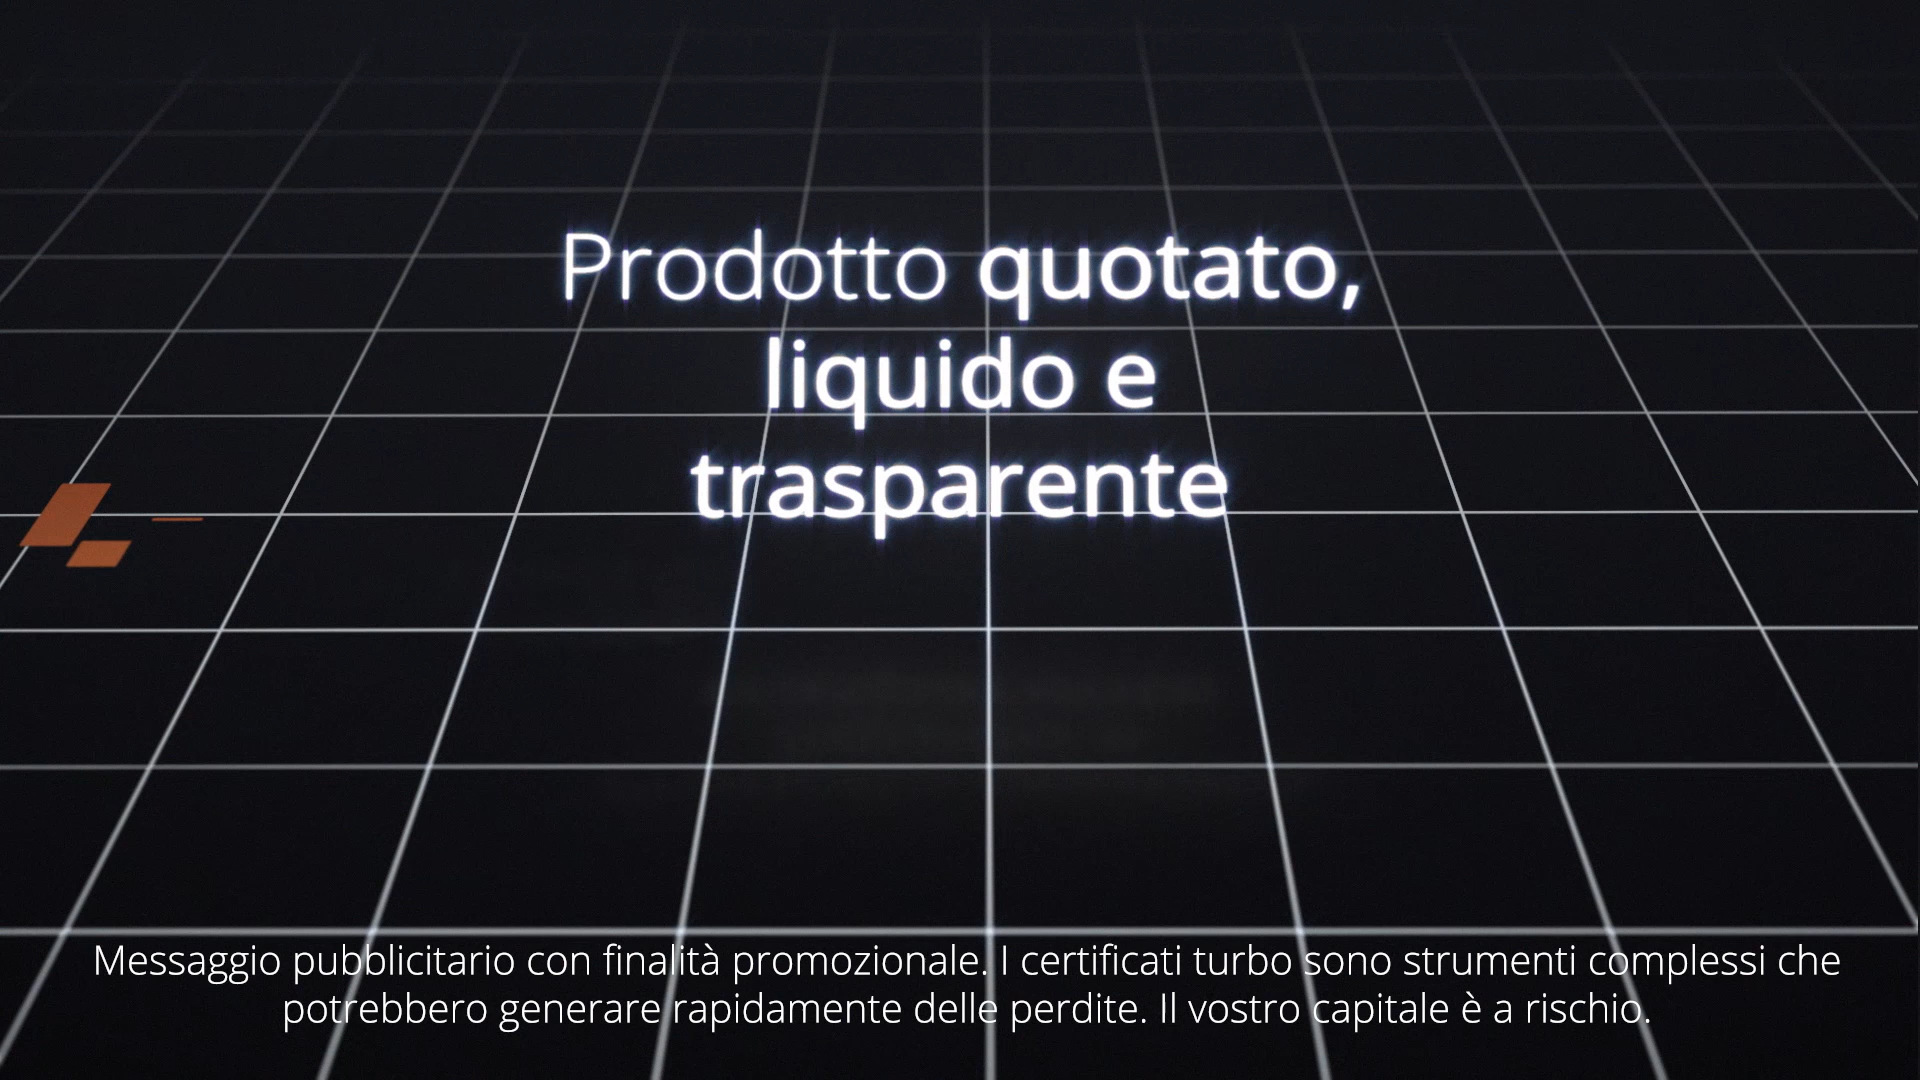 Prodotto quotato,
liquido e
trasparente
Messaggio pubblicitario con finalità promozionale. I certificati turbo sono strumenti complessi che
potrebbero generare rapidamente delle perdite. Il vostro capitale è a rischio.